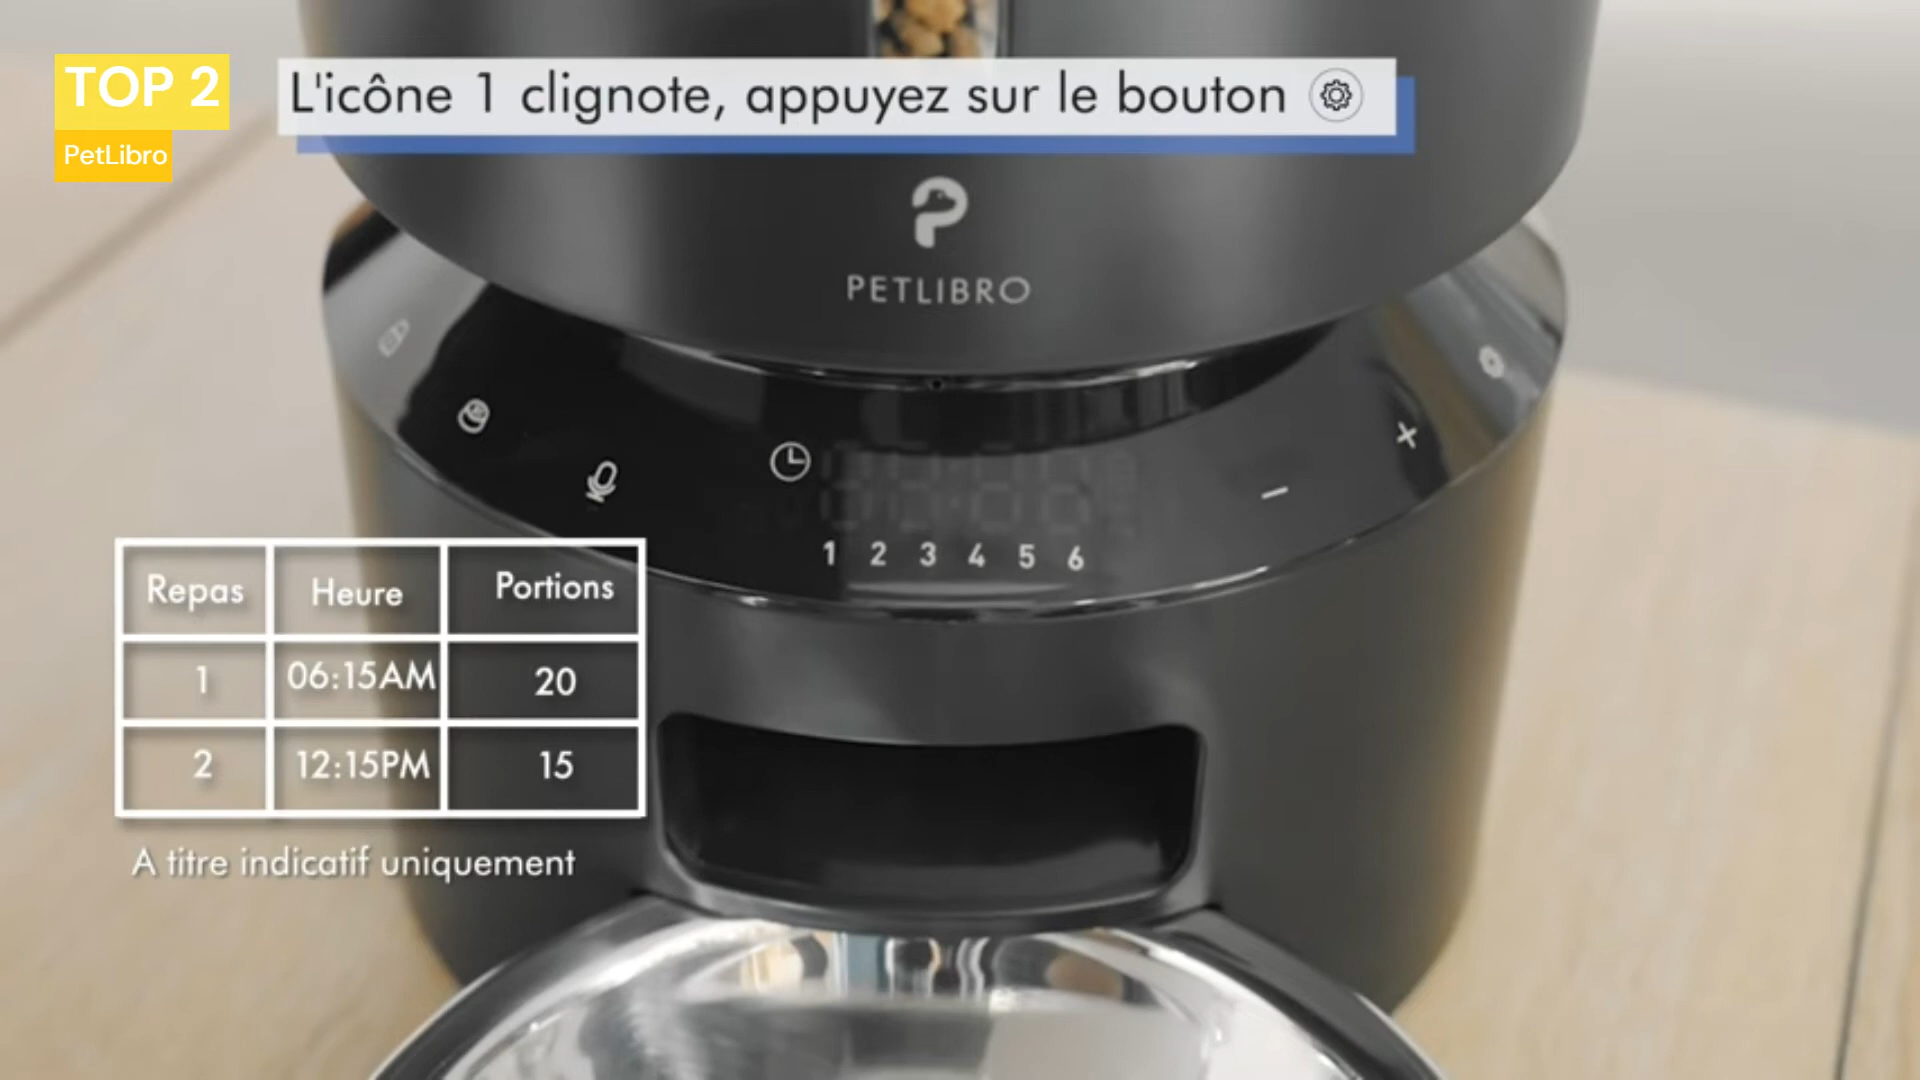 TOP 2
PetLibro
L'icône 1 clignote, appuyez sur le bouton
PETLIBRO
1 2 3 4 5 6
Repas Heure Portions
1 06:15AM 20
2 12:15PM 15
A titre indicatif uniquement